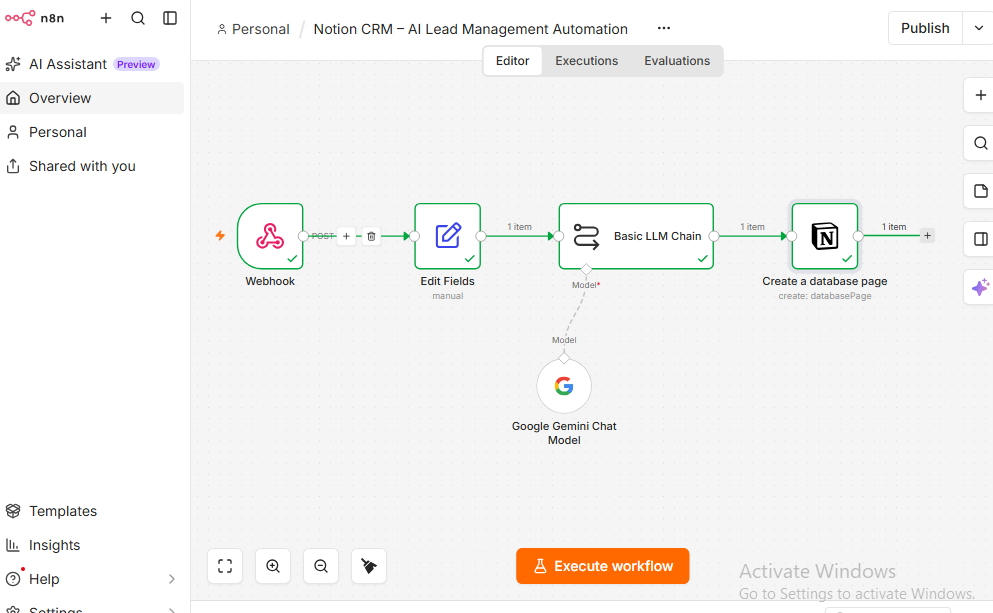 n8n
Personal / Notion CRM – AI Lead Management Automation ...
Publish
Editor Executions Evaluations
AI Assistant Preview
Overview
Personal
Shared with you
POST
1 item
1 item
1 item
Basic LLM Chain
Webhook
Edit Fields
manual
Model*
Create a database page
create: databasePage
Model
Google Gemini Chat
Model
Templates
Insights
Help
Settings
Execute workflow
Activate Windows
Go to Settings to activate Windows.